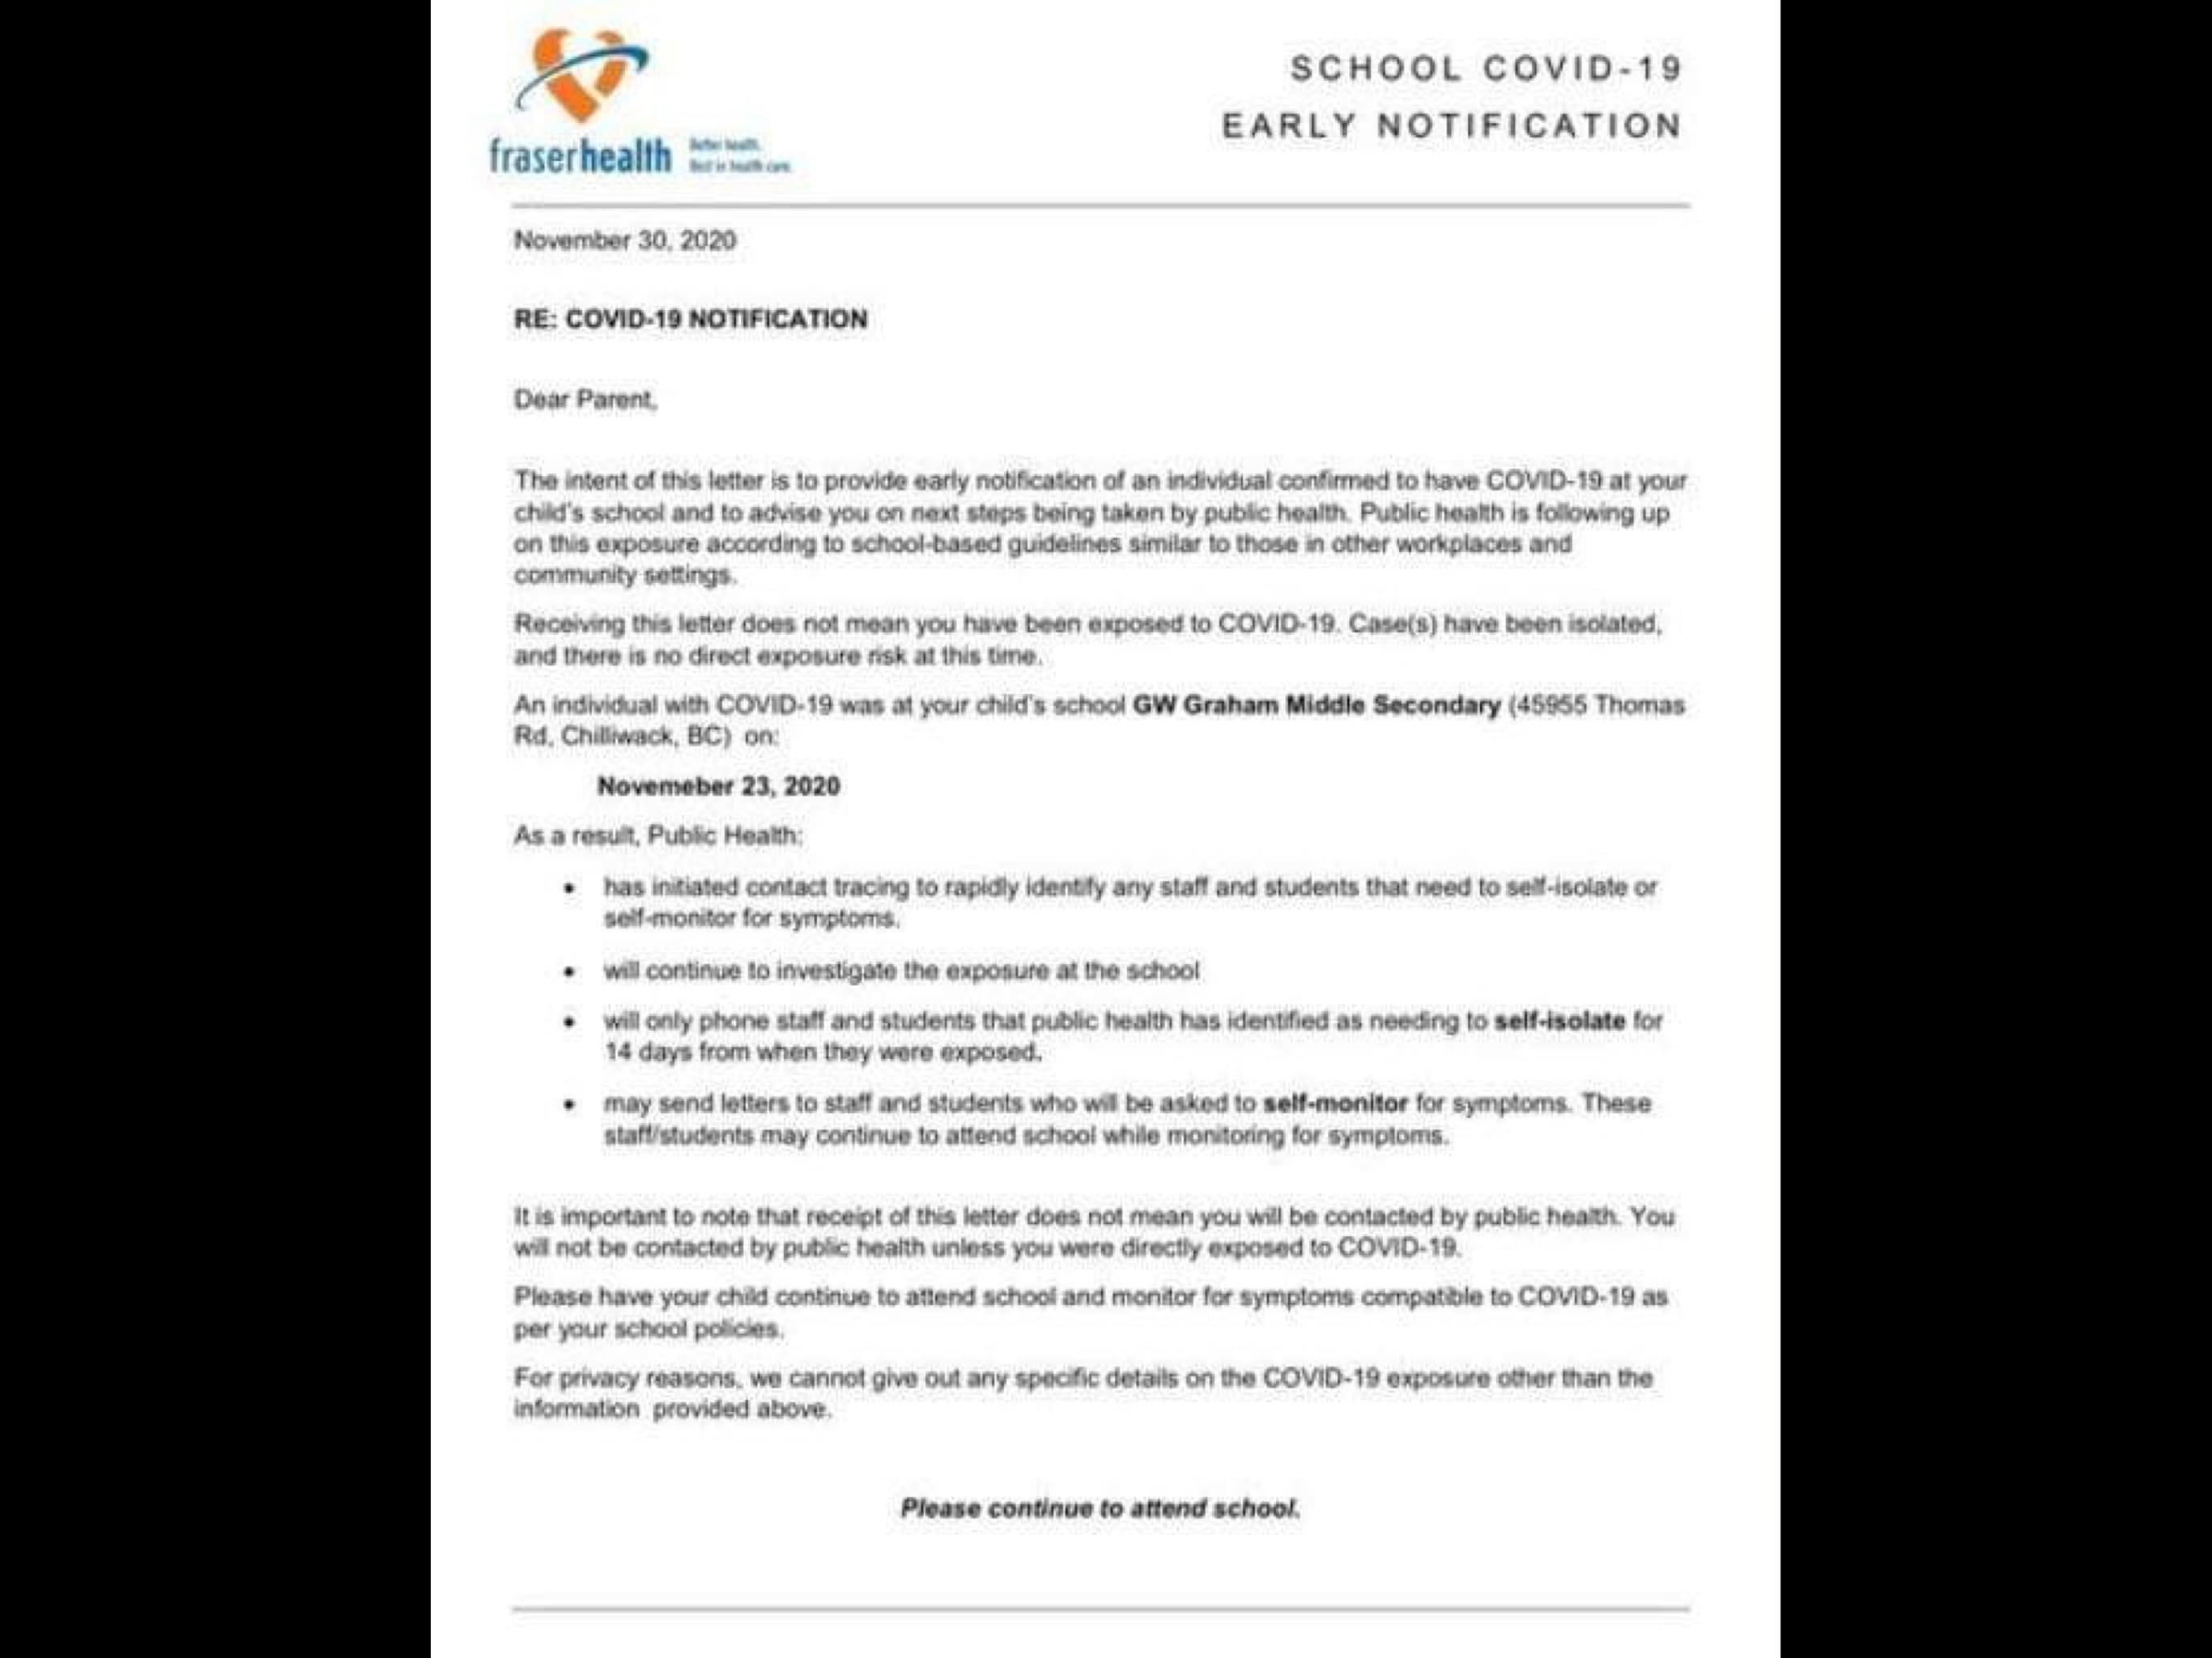 SCHOOL COVID-19
EARLY NOTIFICATION
fraserhealth
Better health.
Best in health care.
November 30, 2020
RE: COVID-19 NOTIFICATION
Dear Parent,
The intent of this letter is to provide early notification of an individual confirmed to have COVID-19 at your
child's school and to advise you on next steps being taken by public health. Public health is following up
on this exposure according to school-based guidelines similar to those in other workplaces and
community settings.
Receiving this letter does not mean you have been exposed to COVID-19. Case(s) have been isolated,
and there is no direct exposure risk at this time.
An individual with COVID-19 was at your child's school GW Graham Middle Secondary (45955 Thomas
Rd, Chilliwack, BC) on:
Novemeber 23, 2020
As a result, Public Health:
• has initiated contact tracing to rapidly identify any staff and students that need to self-isolate or
self-monitor for symptoms.
• will continue to investigate the exposure at the school
• will only phone staff and students that public health has identified as needing to self-isolate for
14 days from when they were exposed.
• may send letters to staff and students who will be asked to self-monitor for symptoms. These
staff/students may continue to attend school while monitoring for symptoms.
It is important to note that receipt of this letter does not mean you will be contacted by public health. You
will not be contacted by public health unless you were directly exposed to COVID-19.
Please have your child continue to attend school and monitor for symptoms compatible to COVID-19 as
per your school policies.
For privacy reasons, we cannot give out any specific details on the COVID-19 exposure other than the
information provided above.
Please continue to attend school.